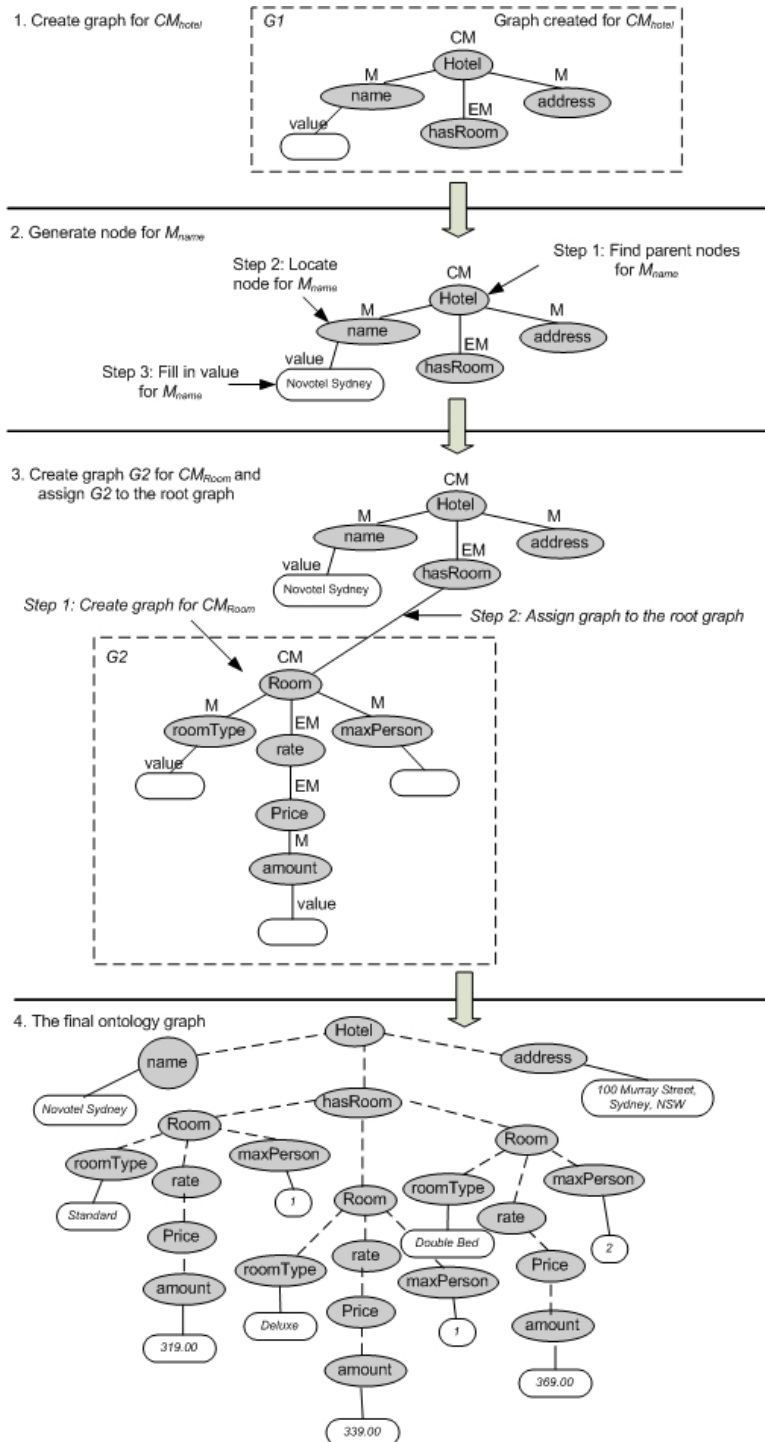 1. Create graph for CMhotel
G1
Graph created for CMhotel
CM
Hotel
M
M
name
EM
address
value
hasRoom
2. Generate node for Mname
Step 2: Locate
node for Mname
Step 1: Find parent nodes
for Mname
CM
Hotel
M
M
name
EM
address
value
hasRoom
Step 3: Fill in value
for Mname
Novotel Sydney
3. Create graph G2 for CMRoom and
assign G2 to the root graph
CM
Hotel
M
M
name
EM
address
value
hasRoom
Novotel Sydney
Step 1: Create graph for CMRoom
Step 2: Assign graph to the root graph
G2
CM
Room
M
M
roomType
EM
maxPerson
rate
value
EM
Price
M
amount
value
4. The final ontology graph
Hotel
name
address
Novotel Sydney
100 Murray Street,
Sydney, NSW
hasRoom
Room
roomType
rate
maxPerson
Standard
1
Price
amount
319.00
Room
roomType
rate
maxPerson
Deluxe
1
Price
amount
339.00
Room
roomType
rate
maxPerson
Double Bed
2
Price
amount
369.00